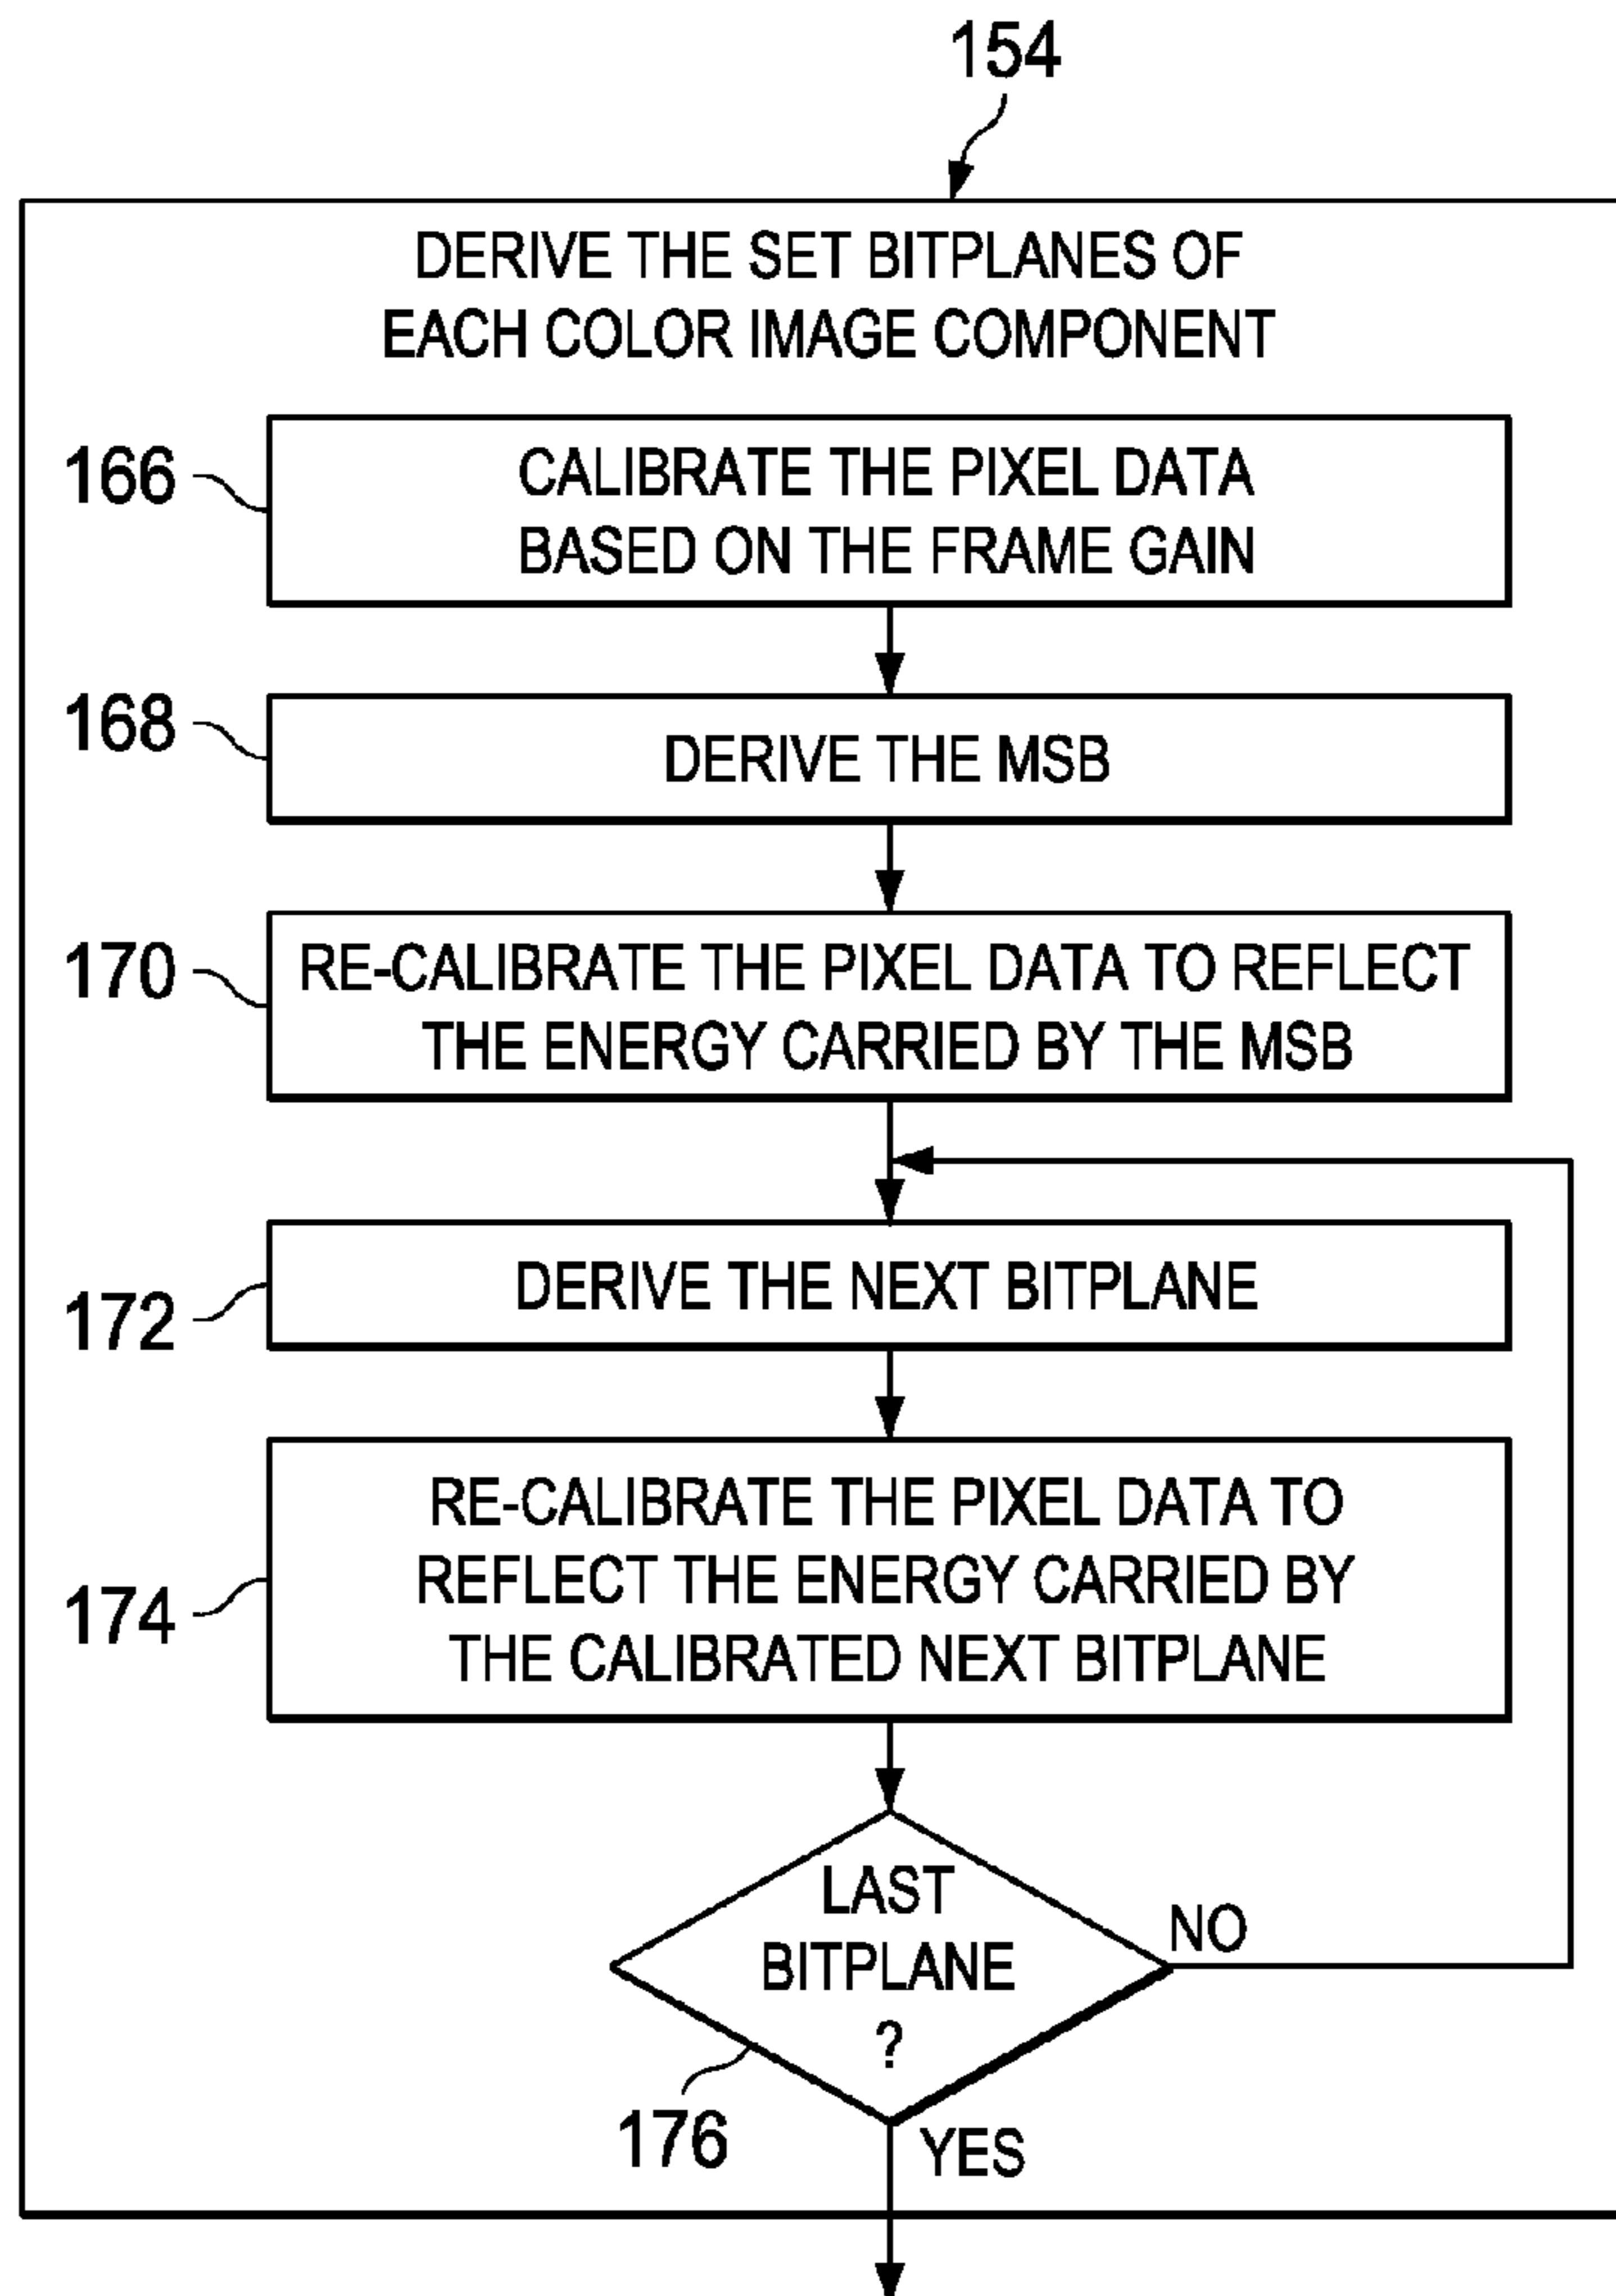 154
DERIVE THE SET BITPLANES OF
EACH COLOR IMAGE COMPONENT
166
CALIBRATE THE PIXEL DATA
BASED ON THE FRAME GAIN
168
DERIVE THE MSB
170
RE-CALIBRATE THE PIXEL DATA TO REFLECT
THE ENERGY CARRIED BY THE MSB
172
DERIVE THE NEXT BITPLANE
174
RE-CALIBRATE THE PIXEL DATA TO
REFLECT THE ENERGY CARRIED BY
THE CALIBRATED NEXT BITPLANE
LAST
BITPLANE
?
NO
176
YES